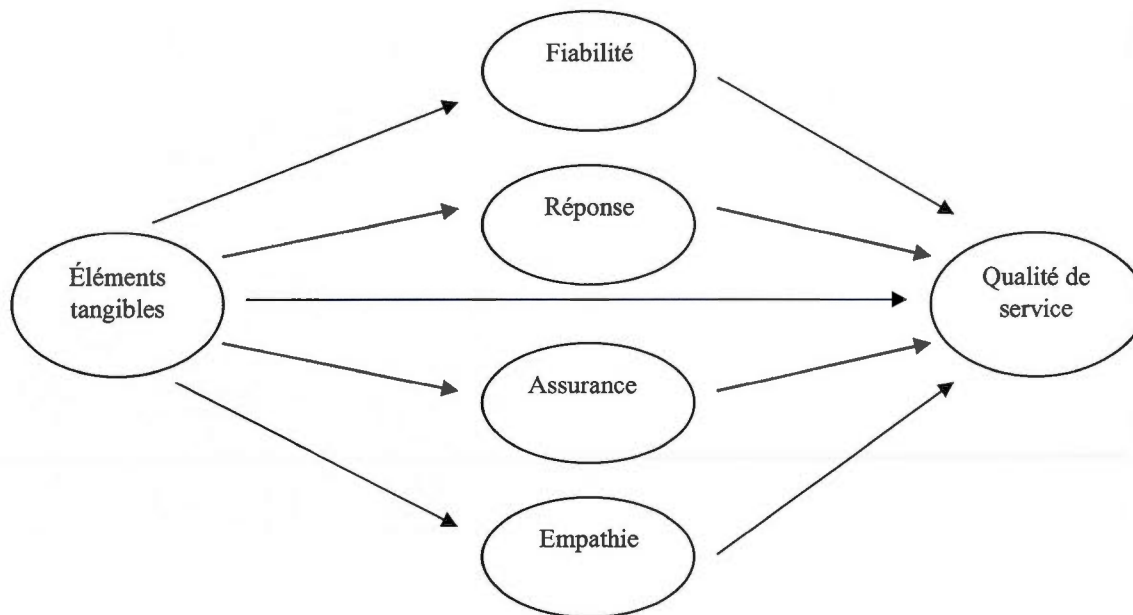 Fiabilité
Réponse
Éléments
tangibles
Qualité de
service
Assurance
Empathie